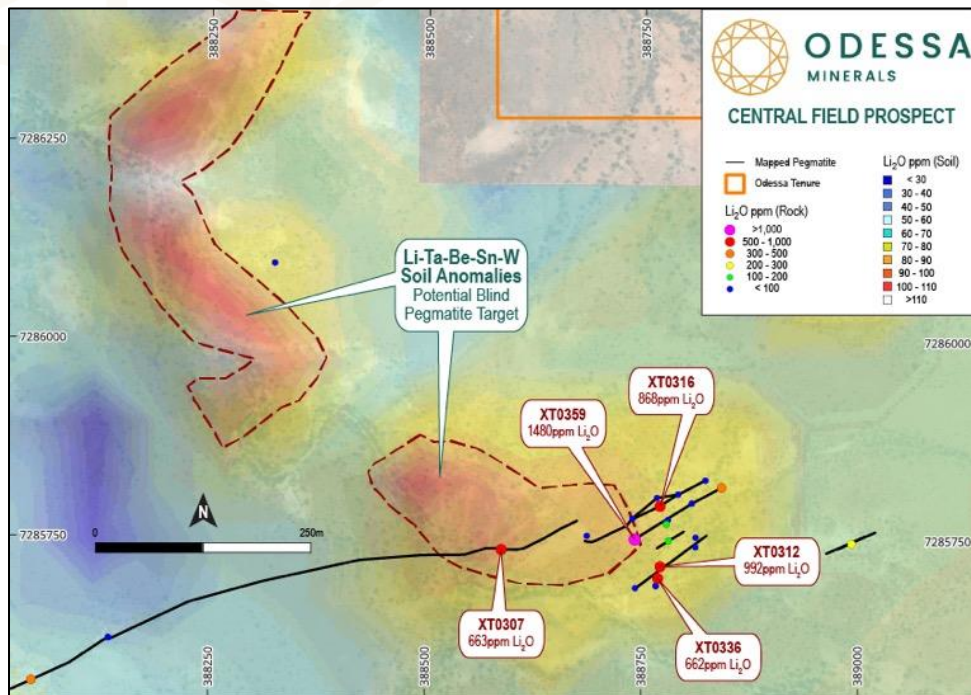 388250
388500
388750
ODESSA
MINERALS
CENTRAL FIELD PROSPECT
Mapped Pegmatite
Odessa Tenure
Li₂O ppm (Rock)
>1,000
500 - 1,000
300 - 500
200 - 300
100 - 200
< 100
Li₂O ppm (Soil)
< 30
30 - 40
40 - 50
50 - 60
60 - 70
70 - 80
80 - 90
90 - 100
100 - 110
>110
7286250
Li-Ta-Be-Sn-W
Soil Anomalies
Potential Blind
Pegmatite Target
7286000
7286000
XT0316
868ppm Li₂O
XT0359
1480ppm Li₂O
N
0
250m
7285750
7285750
XT0312
992ppm Li₂O
XT0307
663ppm Li₂O
XT0336
662ppm Li₂O
388250
388500
388750
389000